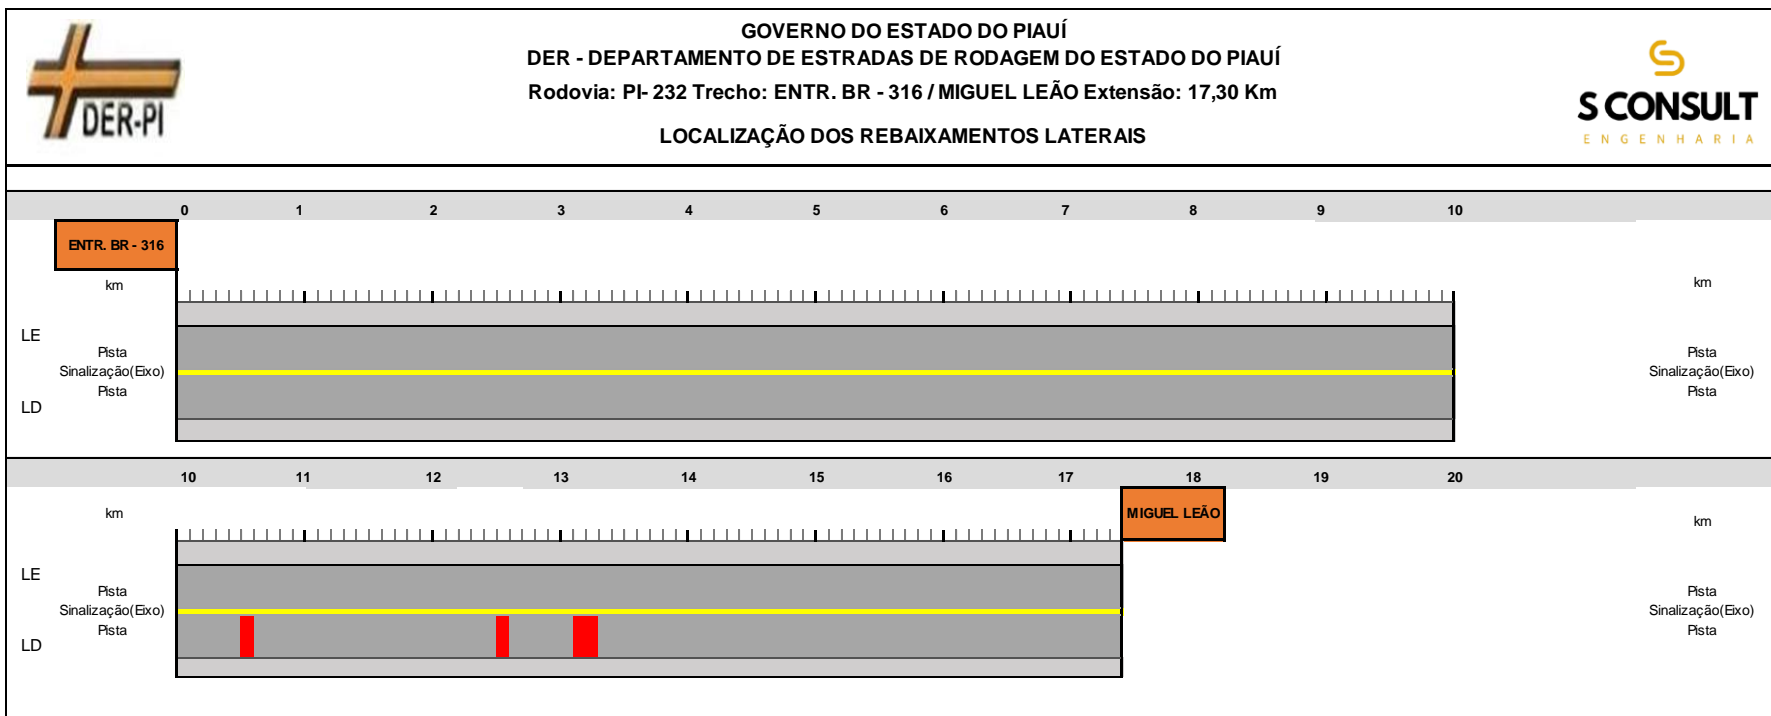 DER-PI
GOVERNO DO ESTADO DO PIAUÍ
DER - DEPARTAMENTO DE ESTRADAS DE RODAGEM DO ESTADO DO PIAUÍ
Rodovia: PI- 232 Trecho: ENTR. BR - 316 / MIGUEL LEÃO Extensão: 17,30 Km
LOCALIZAÇÃO DOS REBAIXAMENTOS LATERAIS
S CONSULT
ENGENHARIA
0 1 2 3 4 5 6 7 8 9 10
ENTR. BR - 316
km km
LE
Pista Pista
Sinalização(Eixo) Sinalização(Eixo)
Pista Pista
LD
10 11 12 13 14 15 16 17 18 19 20
MIGUEL LEÃO
km km
LE
Pista Pista
Sinalização(Eixo) Sinalização(Eixo)
Pista Pista
LD